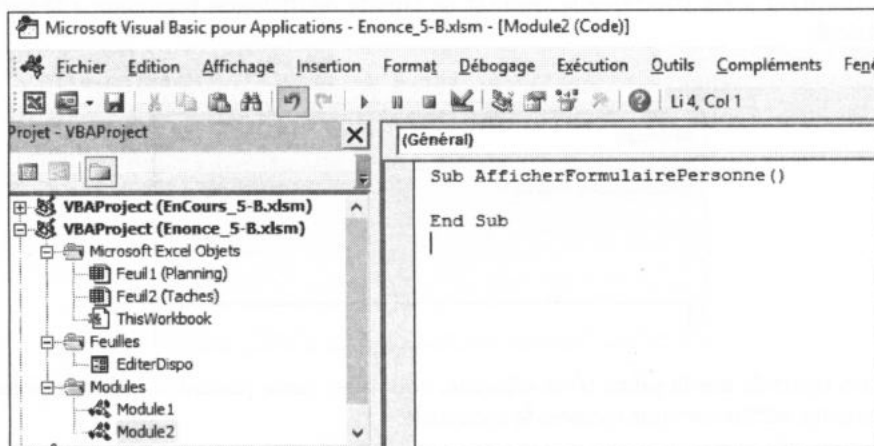 Microsoft Visual Basic pour Applications - Enonce_5-B.xlsm - [Module2 (Code)]
Fichier Edition Affichage Insertion Format Débogage Exécution Outils Compléments Fené
Li 4, Col 1
Projet - VBAProject
(Général)
Sub AfficherFormulairePersonne()
End Sub
VBAProject (EnCours_5-B.xlsm)
VBAProject (Enonce_5-B.xlsm)
Microsoft Excel Objets
Feuil1 (Planning)
Feuil2 (Taches)
ThisWorkbook
Feuilles
EditerDispo
Modules
Module1
Module2